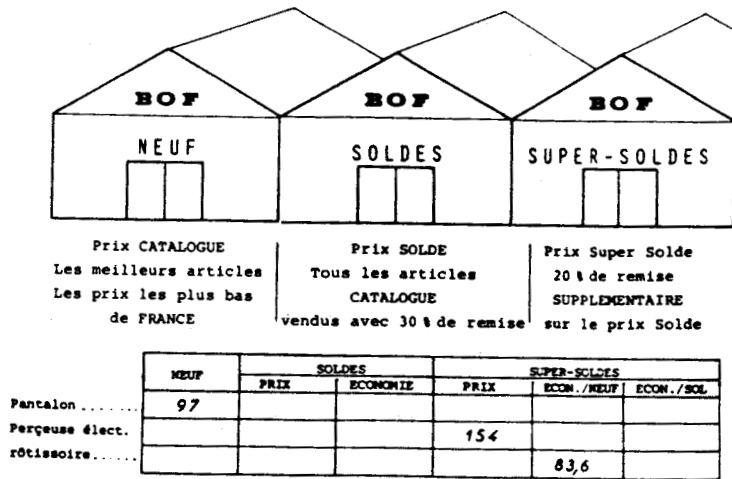 BOF BOF BOF
NEUF SOLDES SUPER-SOLDES
Prix CATALOGUE
Les meilleurs articles
Les prix les plus bas
de FRANCE
Prix SOLDE
Tous les articles
CATALOGUE
vendus avec 30 % de remise
Prix Super Solde
20 % de remise
SUPPLEMENTAIRE
sur le prix Solde
NEUF SOLDES SUPER-SOLDES
PRIX ECONOMIE PRIX ECON./NEUF ECON./SOL
Pantalon ...... 97
Perçeuse élect. 154
rôtissoire...... 83,6